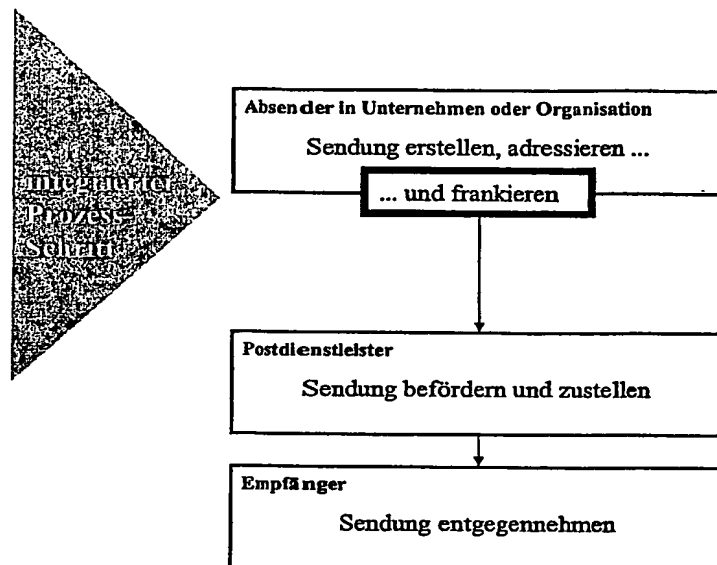 integrierter
Prozess-
Schritt
Absender in Unternehmen oder Organisation
Sendung erstellen, adressieren ...
... und frankieren
Postdienstleister
Sendung befördern und zustellen
Empfänger
Sendung entgegennehmen